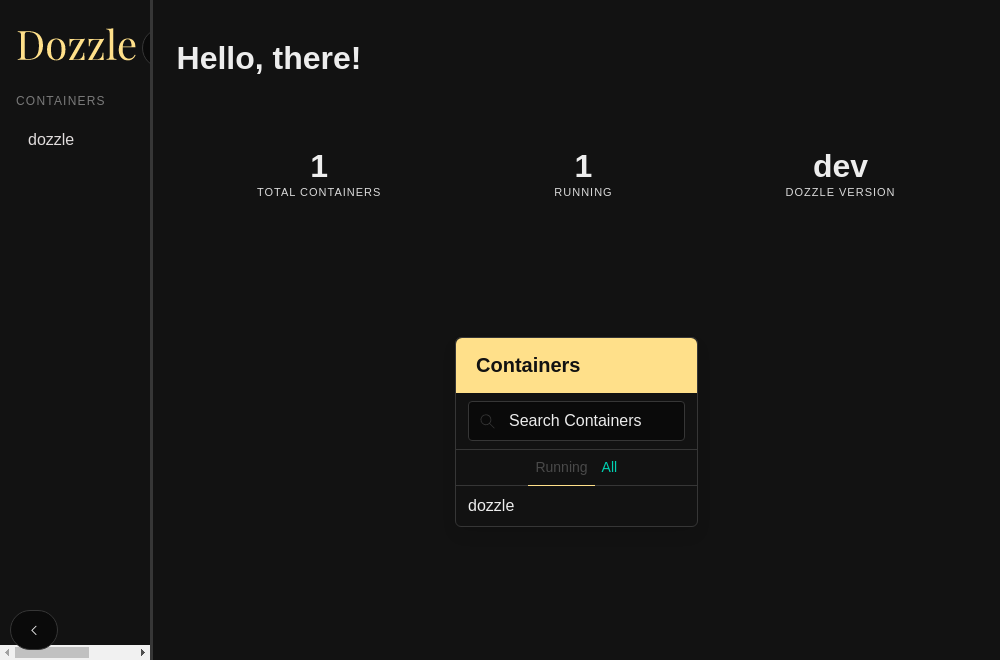 Dozzle
CONTAINERS
dozzle
Hello, there!
1
TOTAL CONTAINERS
1
RUNNING
dev
DOZZLE VERSION
Containers
Search Containers
Running All
dozzle